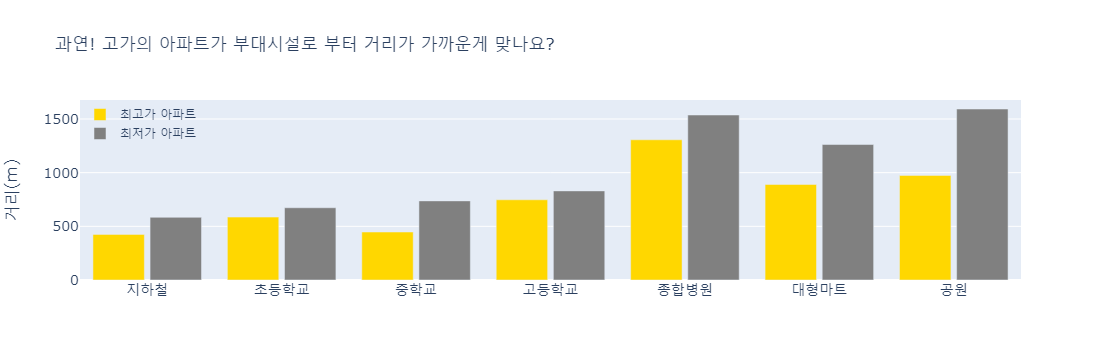 과연! 고가의 아파트가 부대시설로 부터 거리가 가까운게 맞나요?
최고가 아파트
최저가 아파트
거리(m)
1500
1000
500
0
지하철 초등학교 중학교 고등학교 종합병원 대형마트 공원